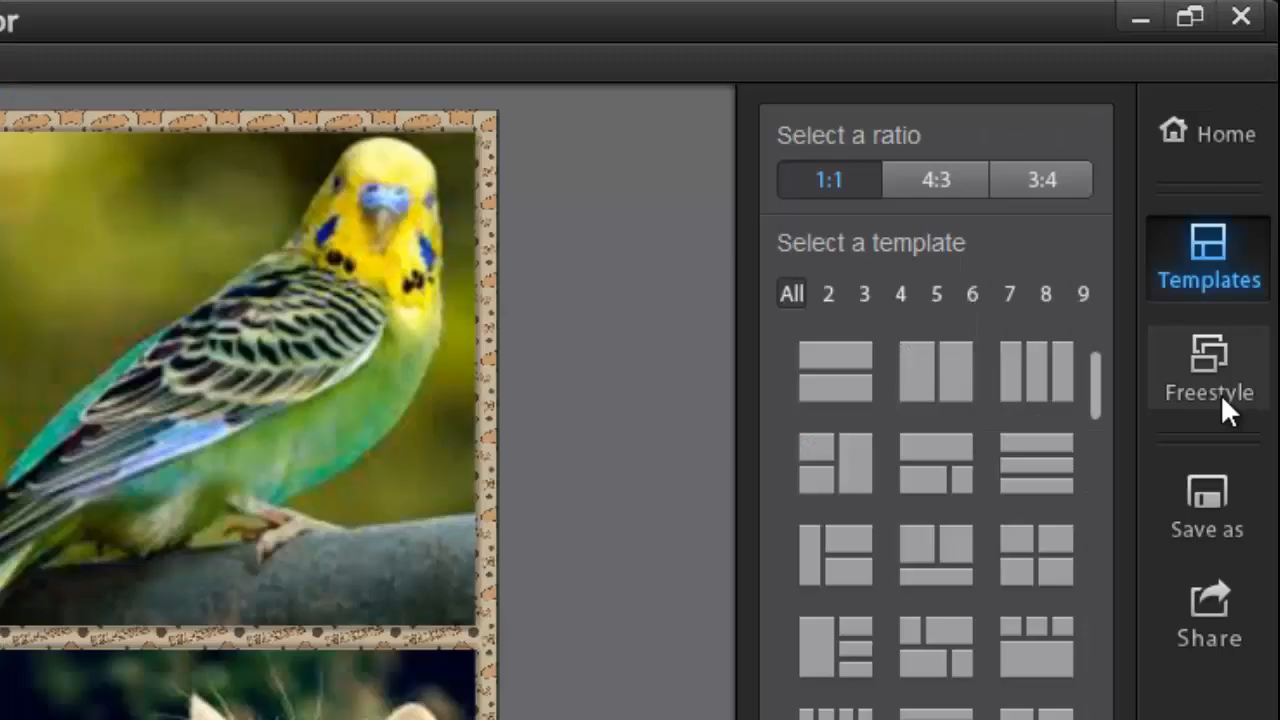 or
Select a ratio
1:1 4:3 3:4
Select a template
All 2 3 4 5 6 7 8 9
Home
Templates
Freestyle
Save as
Share